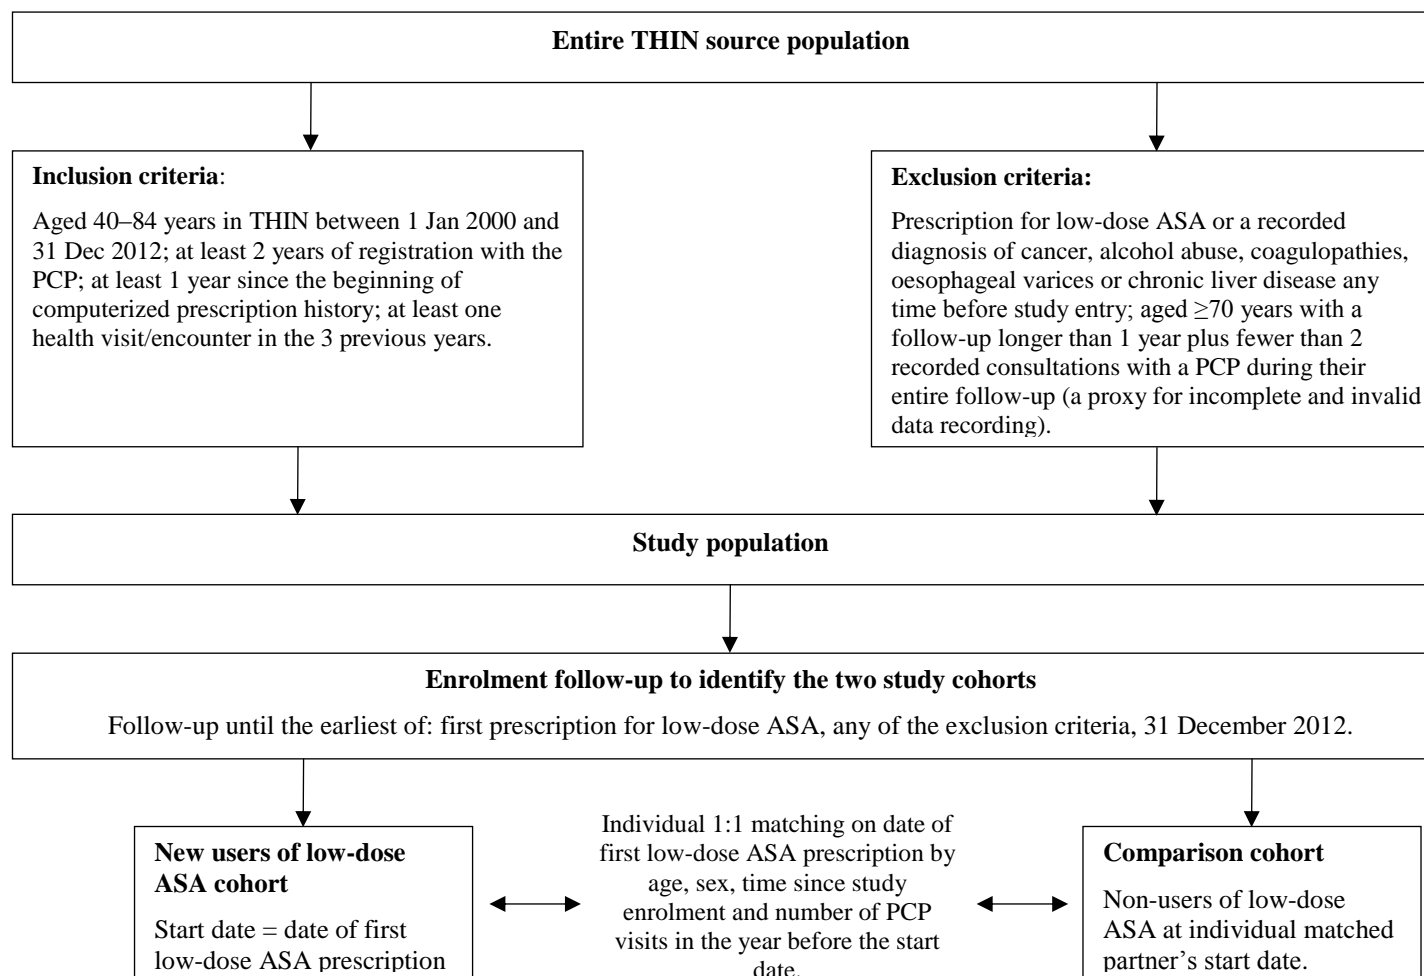 Entire THIN source population
Inclusion criteria:
Aged 40–84 years in THIN between 1 Jan 2000 and
31 Dec 2012; at least 2 years of registration with the
PCP; at least 1 year since the beginning of
computerized prescription history; at least one
health visit/encounter in the 3 previous years.
Exclusion criteria:
Prescription for low-dose ASA or a recorded
diagnosis of cancer, alcohol abuse, coagulopathies,
oesophageal varices or chronic liver disease any
time before study entry; aged ≥70 years with a
follow-up longer than 1 year plus fewer than 2
recorded consultations with a PCP during their
entire follow-up (a proxy for incomplete and invalid
data recording).
Study population
Enrolment follow-up to identify the two study cohorts
Follow-up until the earliest of: first prescription for low-dose ASA, any of the exclusion criteria, 31 December 2012.
New users of low-dose
ASA cohort
Start date = date of first
low-dose ASA prescription
Individual 1:1 matching on date of
first low-dose ASA prescription by
age, sex, time since study
enrolment and number of PCP
visits in the year before the start
date.
Comparison cohort
Non-users of low-dose
ASA at individual matched
partner's start date.